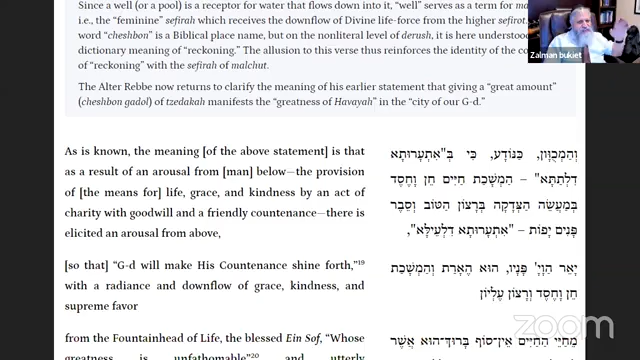 Since a well (or a pool) is a receptor for water that flows down into it, "well" serves as a term for ma
i.e., the "feminine" sefirah which receives the downflow of Divine life-force from the higher sefirot.
word "cheshbon" is a Biblical place name, but on the nonliteral level of derush, it is here understood
dictionary meaning of "reckoning." The allusion to this verse thus reinforces the identity of the co
of "reckoning" with the sefirah of malchut.
The Alter Rebbe now returns to clarify the meaning of his earlier statement that giving a "great amount"
(cheshbon gadol) of tzedakah manifests the "greatness of Havayah" in the "city of our G-d."
Zalman bukiet
As is known, the meaning [of the above statement] is that
as a result of an arousal from [man] below—the provision
of [the means for] life, grace, and kindness by an act of
charity with goodwill and a friendly countenance—there is
elicited an arousal from above,
[so that] "G-d will make His Countenance shine forth,"19
with a radiance and downflow of grace, kindness, and
supreme favor
from the Fountainhead of Life, the blessed Ein Sof, "Whose
greatness is unfathomable"20 and utterly
וְהַמְכֻוָּון, כַּנּוֹדָע, כִּי בְּ"אִתְעָרוּתָא
דִלְתַתָּא" – הַמְשָׁכַת חַיִּים חֵן וָחֶסֶד
בְּמַעֲשֵׂה הַצְּדָקָה בְּרָצוֹן הַטּוֹב וְסֵבֶר
פָּנִים יָפוֹת – "אִתְעָרוּתָא דִלְעֵילָּא",
יָאֵר הַוָיָ' פָּנָיו, הוּא הֶאָרַת וְהַמְשָׁכַת
חֵן וָחֶסֶד וְרָצוֹן עֶלְיוֹן
מֵחַיֵּי הַחַיִּים אֵין־סוֹף בָּרוּךְ־הוּא אֲשֶׁר
zoom